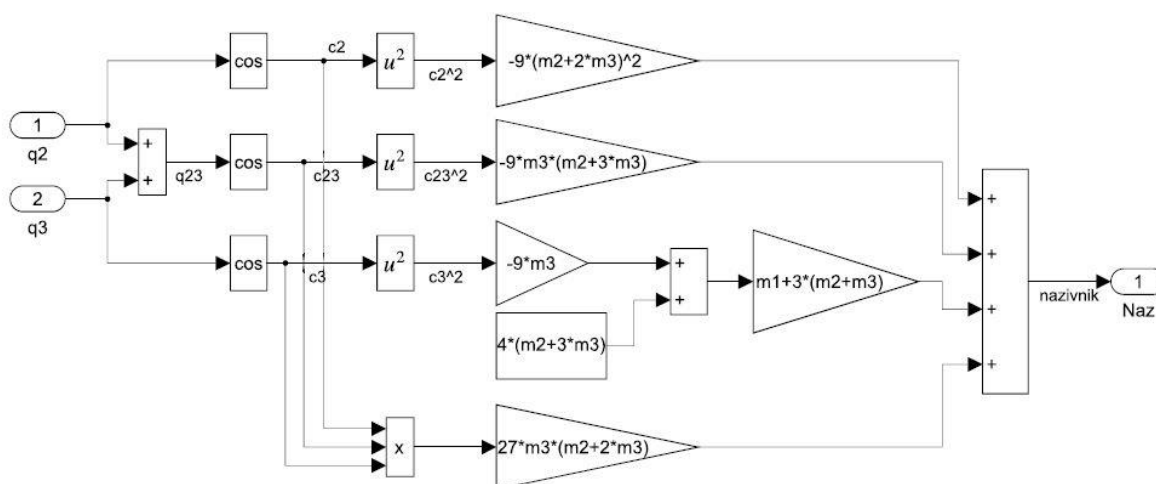 c2
cos
u²
c2^2
-9*(m2+2*m3)^2
1
q2
+
+
q23
cos
c23
u²
c23^2
-9*m3*(m2+3*m3)
2
q3
cos
c3
u²
c3^2
-9*m3
+
+
m1+3*(m2+m3)
4*(m2+3*m3)
x
27*m3*(m2+2*m3)
+
+
+
+
nazivnik
1
Naz